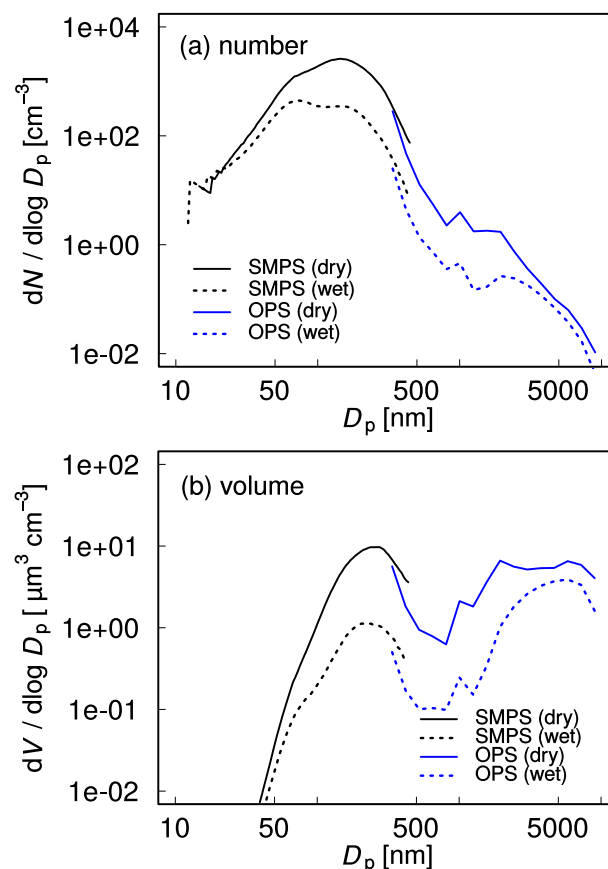 (a) number
1e+04
1e+02
1e+00
1e-02
dN / dlog Dp [cm−3]
SMPS (dry)
SMPS (wet)
OPS (dry)
OPS (wet)
10 50 500 5000
Dp [nm]
(b) volume
1e+02
1e+01
1e+00
1e-01
1e-02
dV / dlog Dp [ μm3 cm−3]
SMPS (dry)
SMPS (wet)
OPS (dry)
OPS (wet)
10 50 500 5000
Dp [nm]